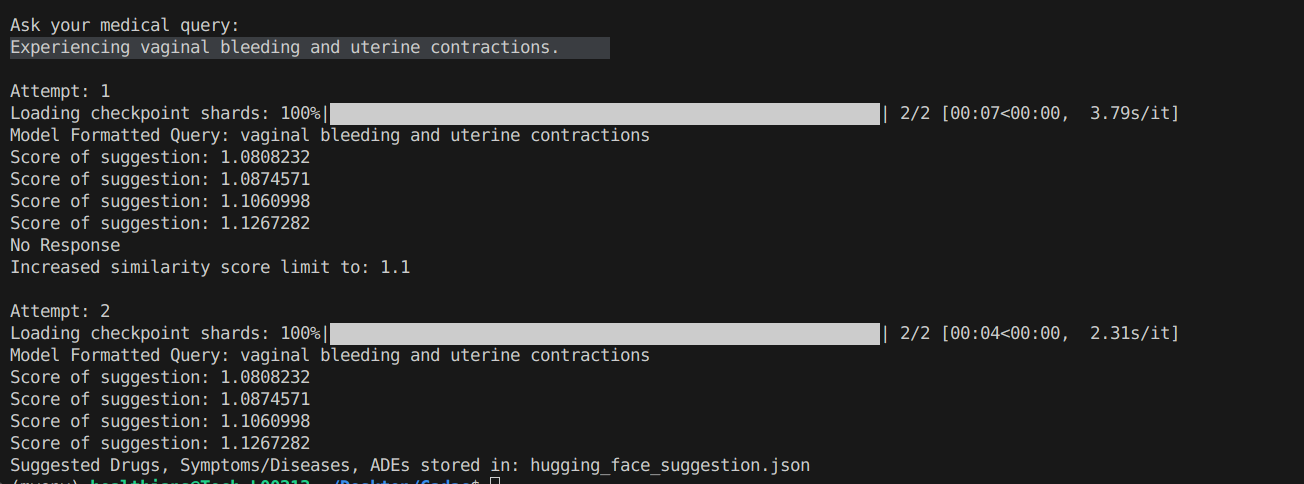 Ask your medical query:
Experiencing vaginal bleeding and uterine contractions.
Attempt: 1
Loading checkpoint shards: 100%| | 2/2 [00:07<00:00, 3.79s/it]
Model Formatted Query: vaginal bleeding and uterine contractions
Score of suggestion: 1.0808232
Score of suggestion: 1.0874571
Score of suggestion: 1.1060998
Score of suggestion: 1.1267282
No Response
Increased similarity score limit to: 1.1
Attempt: 2
Loading checkpoint shards: 100%| | 2/2 [00:04<00:00, 2.31s/it]
Model Formatted Query: vaginal bleeding and uterine contractions
Score of suggestion: 1.0808232
Score of suggestion: 1.0874571
Score of suggestion: 1.1060998
Score of suggestion: 1.1267282
Suggested Drugs, Symptoms/Diseases, ADEs stored in: hugging_face_suggestion.json